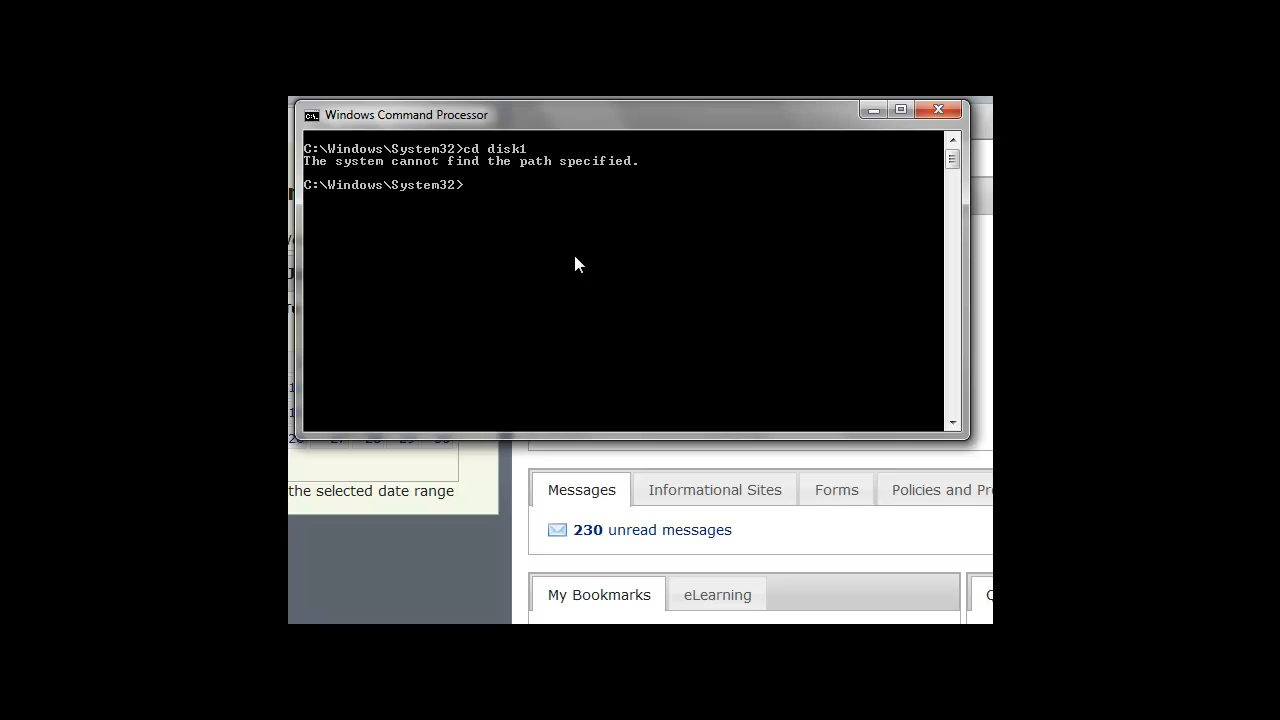 Windows Command Processor
C:\Windows\System32>cd disk1
The system cannot find the path specified.
C:\Windows\System32>
the selected date range
Messages
Informational Sites
Forms
Policies and Pr
230 unread messages
My Bookmarks
eLearning